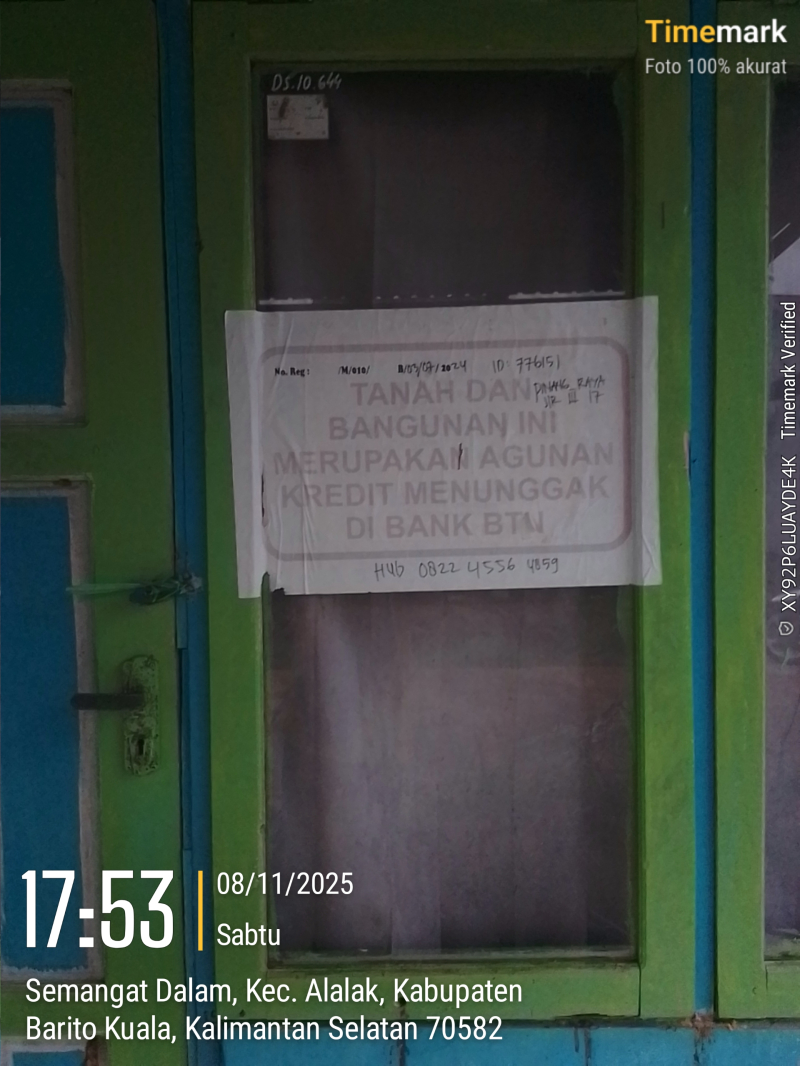 Timemark
Foto 100% akurat
DS.10.644
No. Reg : /M/010/ R/03/07/2024 ID: 776151
PINANG RAYA
JLR III 17
TANAH DAN
BANGUNAN INI
MERUPAKAN AGUNAN
KREDIT MENUNGGAK
DI BANK BTN
HUB 0822 4556 4859
XY92P6LUAYDE4K Timemark Verified
17:53
08/11/2025
Sabtu
Semangat Dalam, Kec. Alalak, Kabupaten
Barito Kuala, Kalimantan Selatan 70582